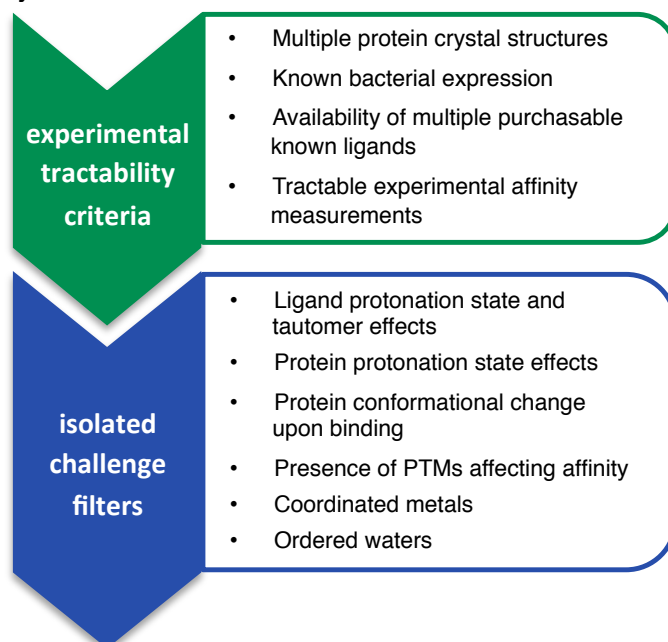 experimental
tractability
criteria
• Multiple protein crystal structures
• Known bacterial expression
• Availability of multiple purchasable
known ligands
• Tractable experimental affinity
measurements
isolated
challenge
filters
• Ligand protonation state and
tautomer effects
• Protein protonation state effects
• Protein conformational change
upon binding
• Presence of PTMs affecting affinity
• Coordinated metals
• Ordered waters